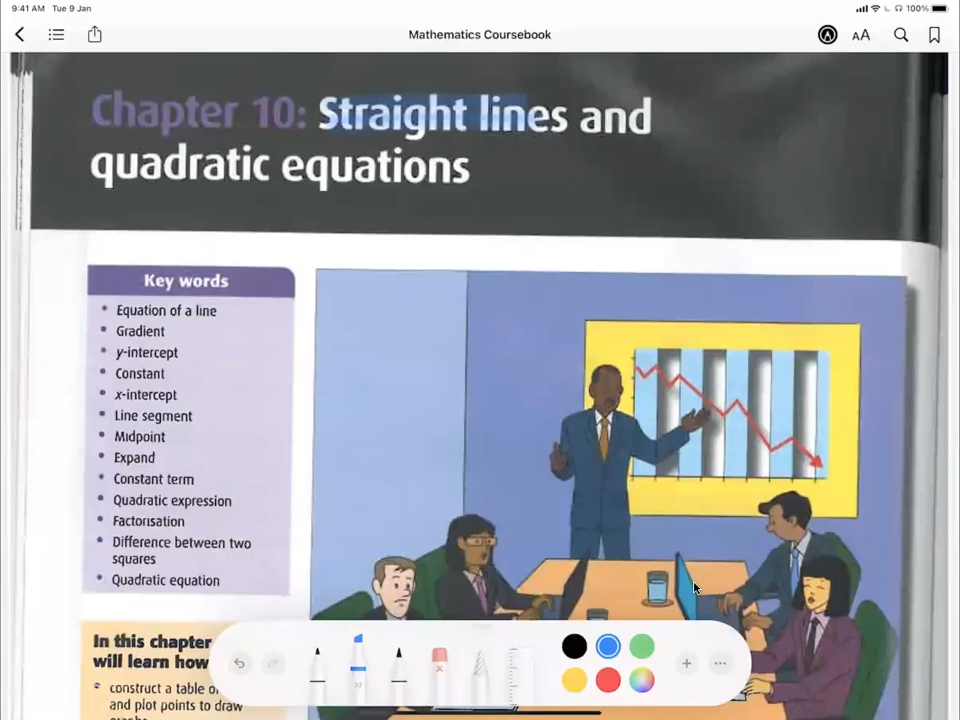 9:41 AM Tue 9 Jan
100%
Mathematics Coursebook
AA
Chapter 10: Straight lines and
quadratic equations
Key words
• Equation of a line
• Gradient
• y-intercept
• Constant
• x-intercept
• Line segment
• Midpoint
• Expand
• Constant term
• Quadratic expression
• Factorisation
• Difference between two
squares
• Quadratic equation
In this chapter
will learn how
• construct a table of
and plot points to draw